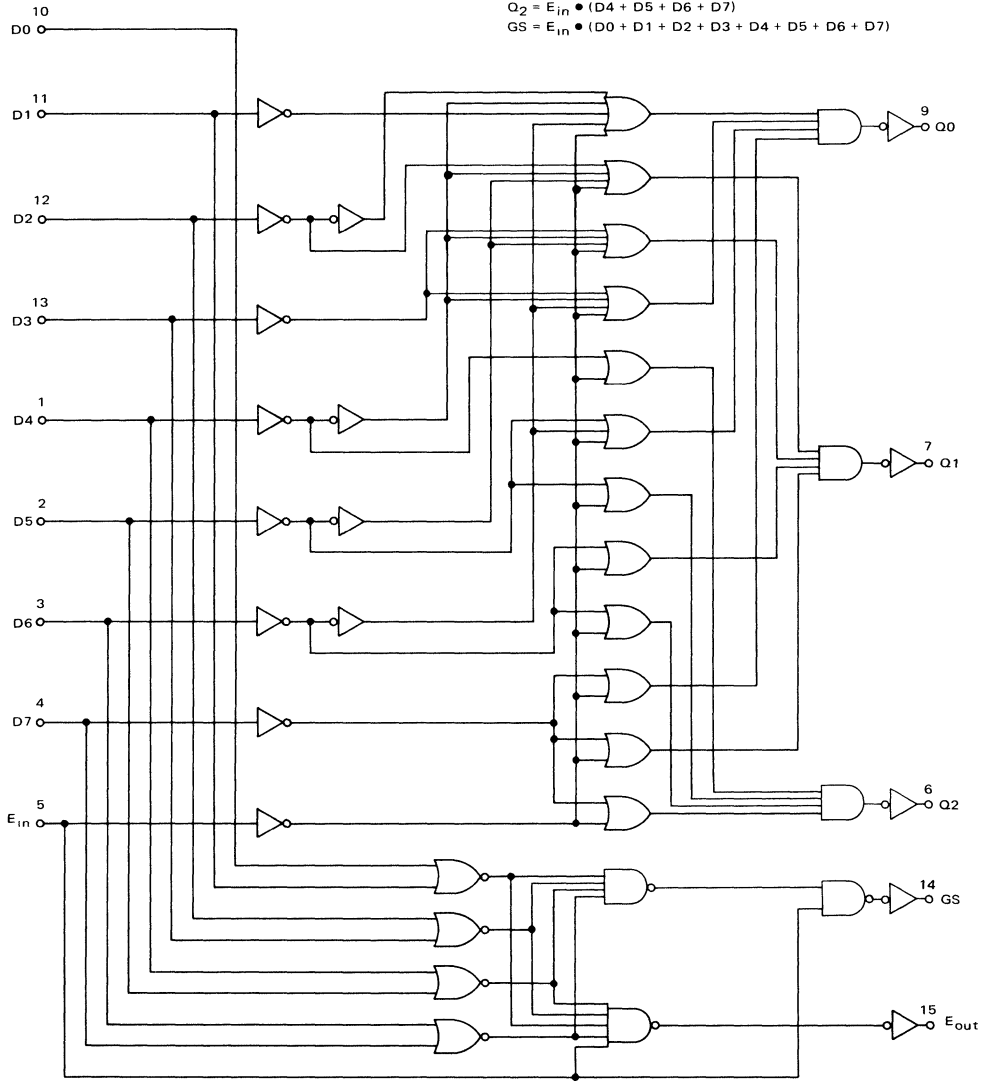 Q2 = Ein • (D4 + D5 + D6 + D7)
GS = Ein • (D0 + D1 + D2 + D3 + D4 + D5 + D6 + D7)
10
D0
11
D1
9
Q0
12
D2
13
D3
1
D4
7
Q1
2
D5
3
D6
4
D7
5
Ein
6
Q2
14
GS
15
Eout